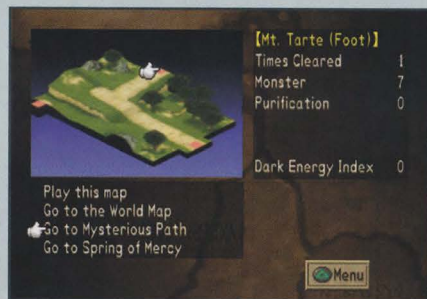 【Mt. Tarte (Foot)】
Times Cleared 1
Monster 7
Purification 0
Dark Energy Index 0
Play this map
Go to the World Map
Go to Mysterious Path
Go to Spring of Mercy
Menu